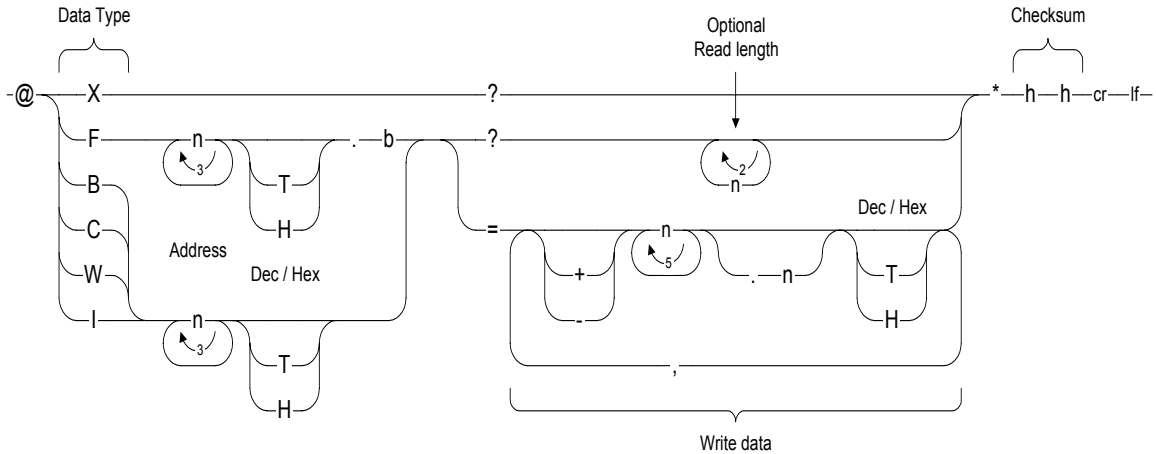 Data Type
Optional
Read length
Checksum
@ X ? * h h cr lf
F n 3 T H . b ? 2 n
B
C
W
I
Address
Dec / Hex
n 3 T H
=
+
-
n 5 . n T H
Dec / Hex
,
Write data